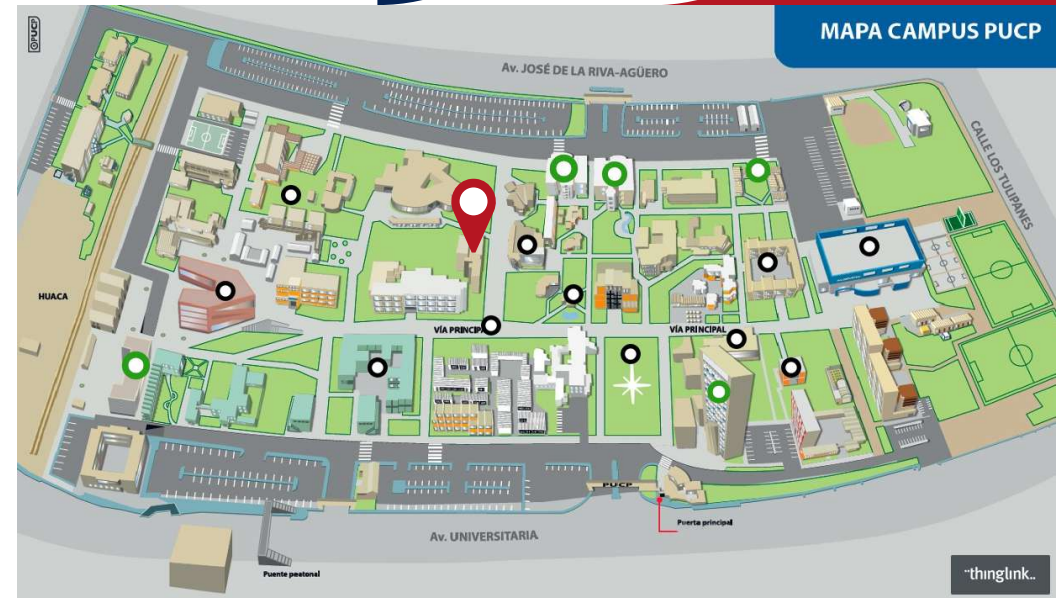 ©PUCP
MAPA CAMPUS PUCP
Av. JOSÉ DE LA RIVA-AGÜERO
CALLE LOS TULIPANES
HUACA
VÍA PRINCIPAL
VÍA PRINCIPAL
PUCP
Puerta principal
Av. UNIVERSITARIA
Puente peatonal
¨thinglink..